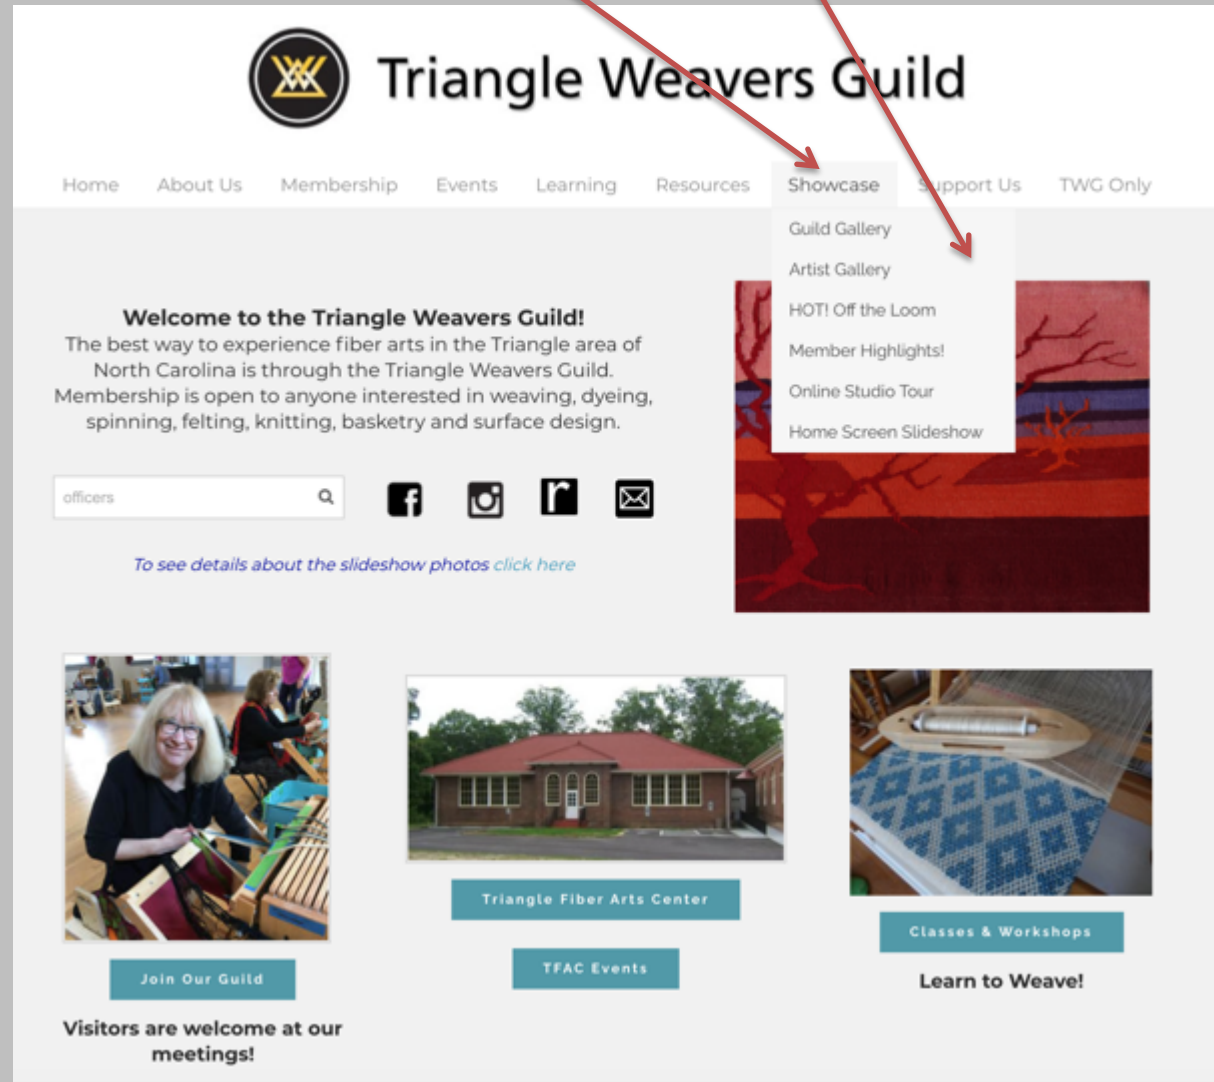 Triangle Weavers Guild
Home About Us Membership Events Learning Resources Showcase Support Us TWG Only
Guild Gallery
Artist Gallery
HOT! Off the Loom
Member Highlights!
Online Studio Tour
Home Screen Slideshow
Welcome to the Triangle Weavers Guild!
The best way to experience fiber arts in the Triangle area of
North Carolina is through the Triangle Weavers Guild.
Membership is open to anyone interested in weaving, dyeing,
spinning, felting, knitting, basketry and surface design.
officers
To see details about the slideshow photos click here
Join Our Guild
Visitors are welcome at our
meetings!
Triangle Fiber Arts Center
TFAC Events
Classes & Workshops
Learn to Weave!